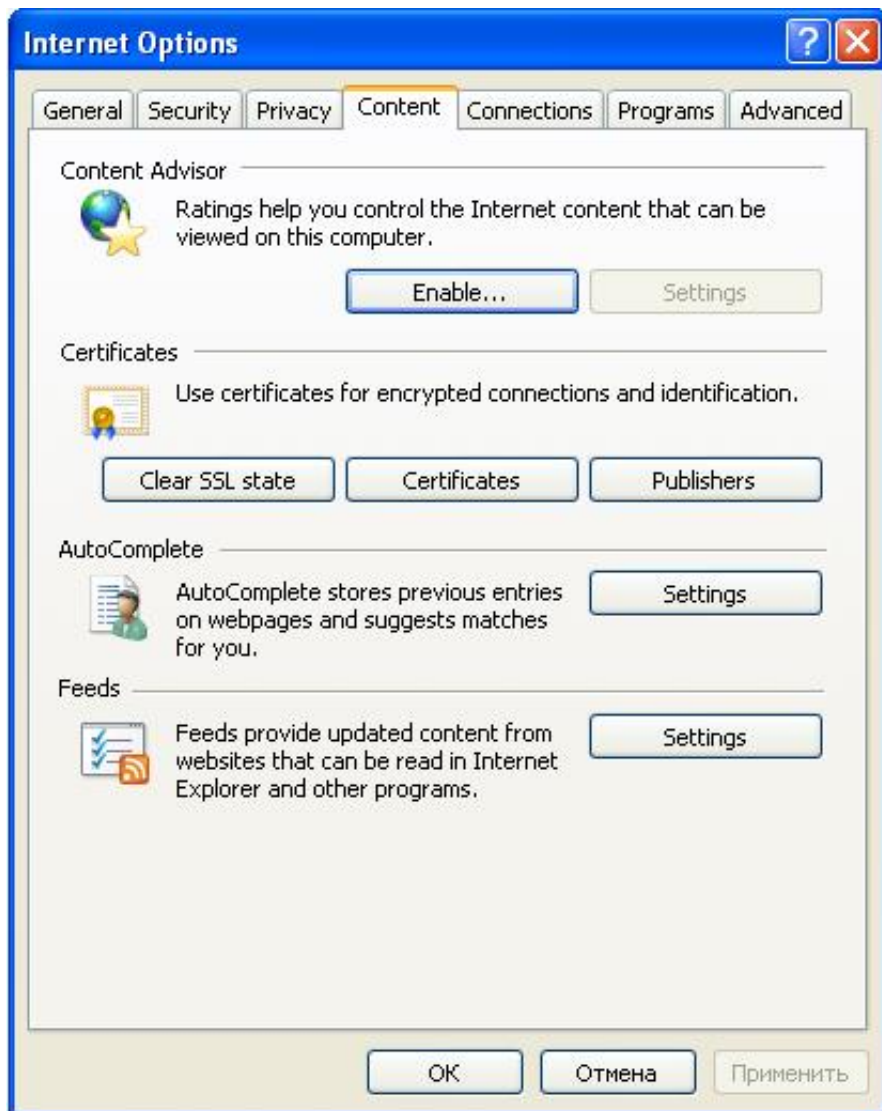 Internet Options
General Security Privacy Content Connections Programs Advanced
Content Advisor
Ratings help you control the Internet content that can be
viewed on this computer.
Enable... Settings
Certificates
Use certificates for encrypted connections and identification.
Clear SSL state Certificates Publishers
AutoComplete
AutoComplete stores previous entries
on webpages and suggests matches
for you.
Settings
Feeds
Feeds provide updated content from
websites that can be read in Internet
Explorer and other programs.
Settings
ОК Отмена Применить